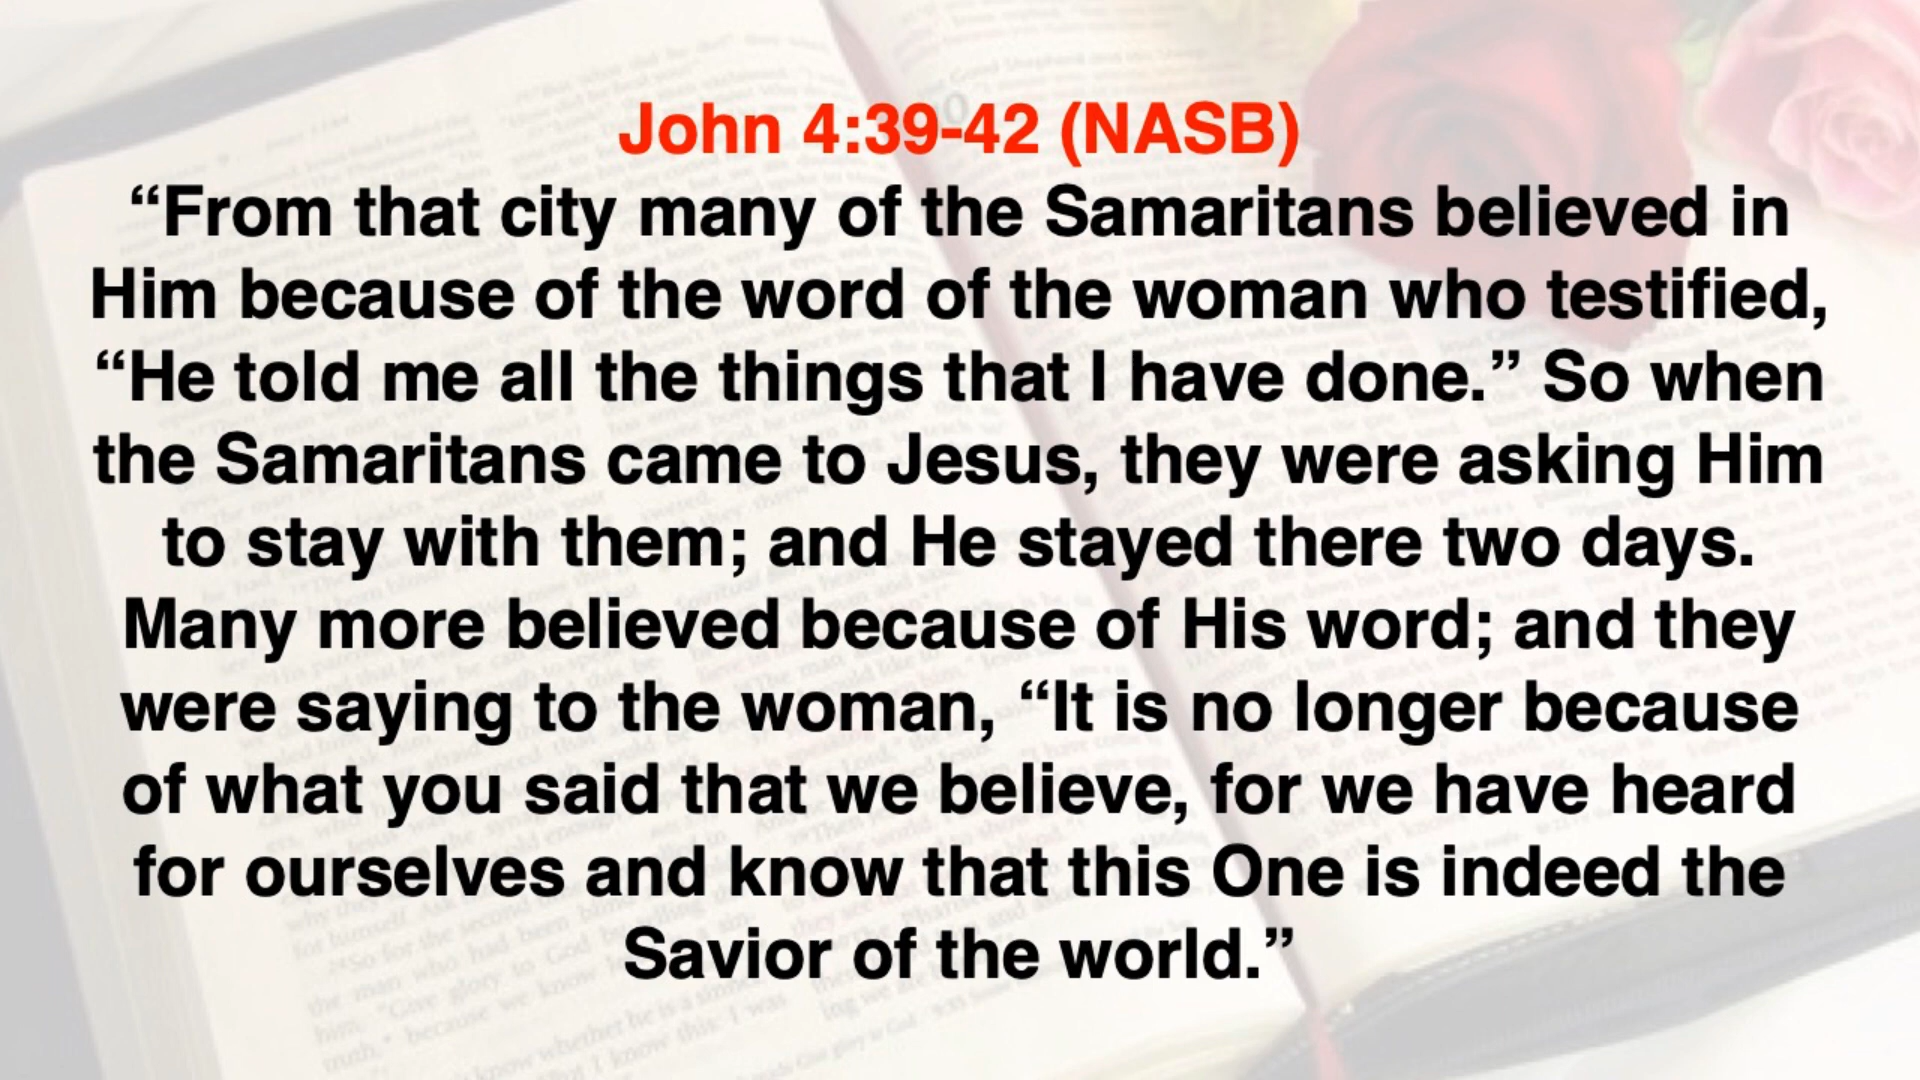 John 4:39-42 (NASB)
“From that city many of the Samaritans believed in
Him because of the word of the woman who testified,
“He told me all the things that I have done.” So when
the Samaritans came to Jesus, they were asking Him
to stay with them; and He stayed there two days.
Many more believed because of His word; and they
were saying to the woman, “It is no longer because
of what you said that we believe, for we have heard
for ourselves and know that this One is indeed the
Savior of the world.”